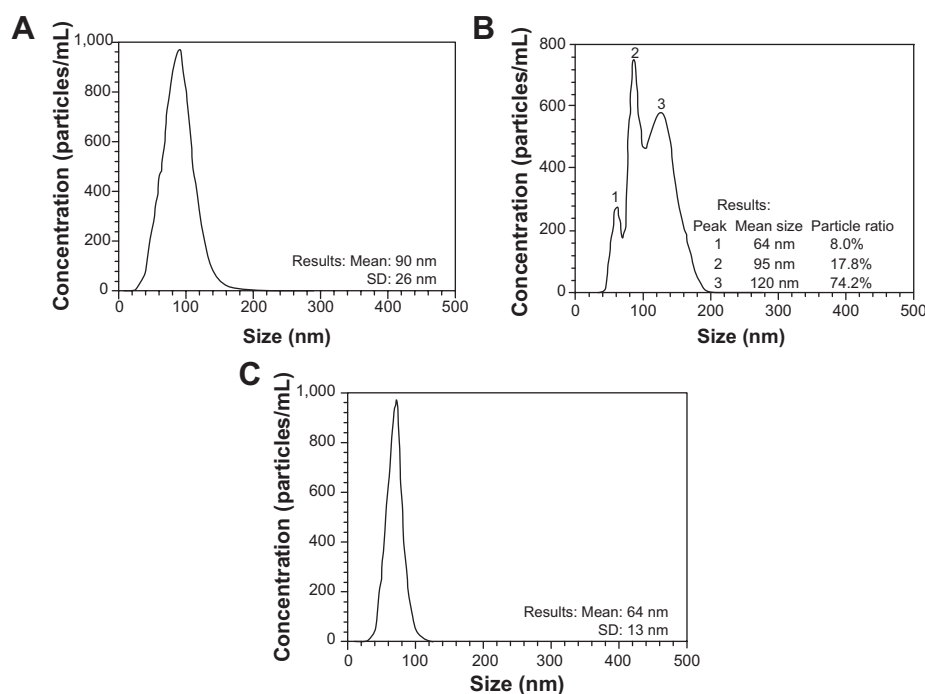 A
Concentration (particles/mL)
1,000
800
600
400
200
0
0 100 200 300 400 500
Size (nm)
Results: Mean: 90 nm
SD: 26 nm
B
Concentration (particles/mL)
800
600
400
200
0
0 100 200 300 400 500
Size (nm)
1
2
3
Results:
Peak Mean size Particle ratio
1 64 nm 8.0%
2 95 nm 17.8%
3 120 nm 74.2%
C
Concentration (particles/mL)
1,000
800
600
400
200
0
0 100 200 300 400 500
Size (nm)
Results: Mean: 64 nm
SD: 13 nm